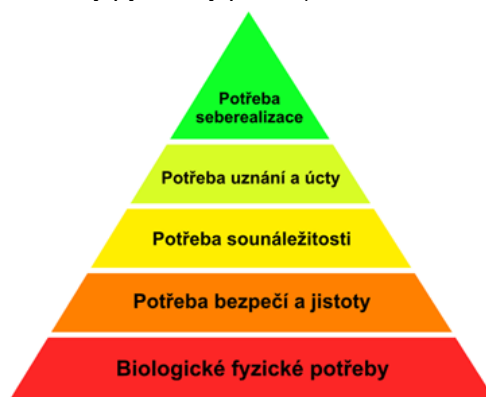 Potřeba
seberealizace
Potřeba uznání a úcty
Potřeba sounáležitosti
Potřeba bezpečí a jistoty
Biologické fyzické potřeby